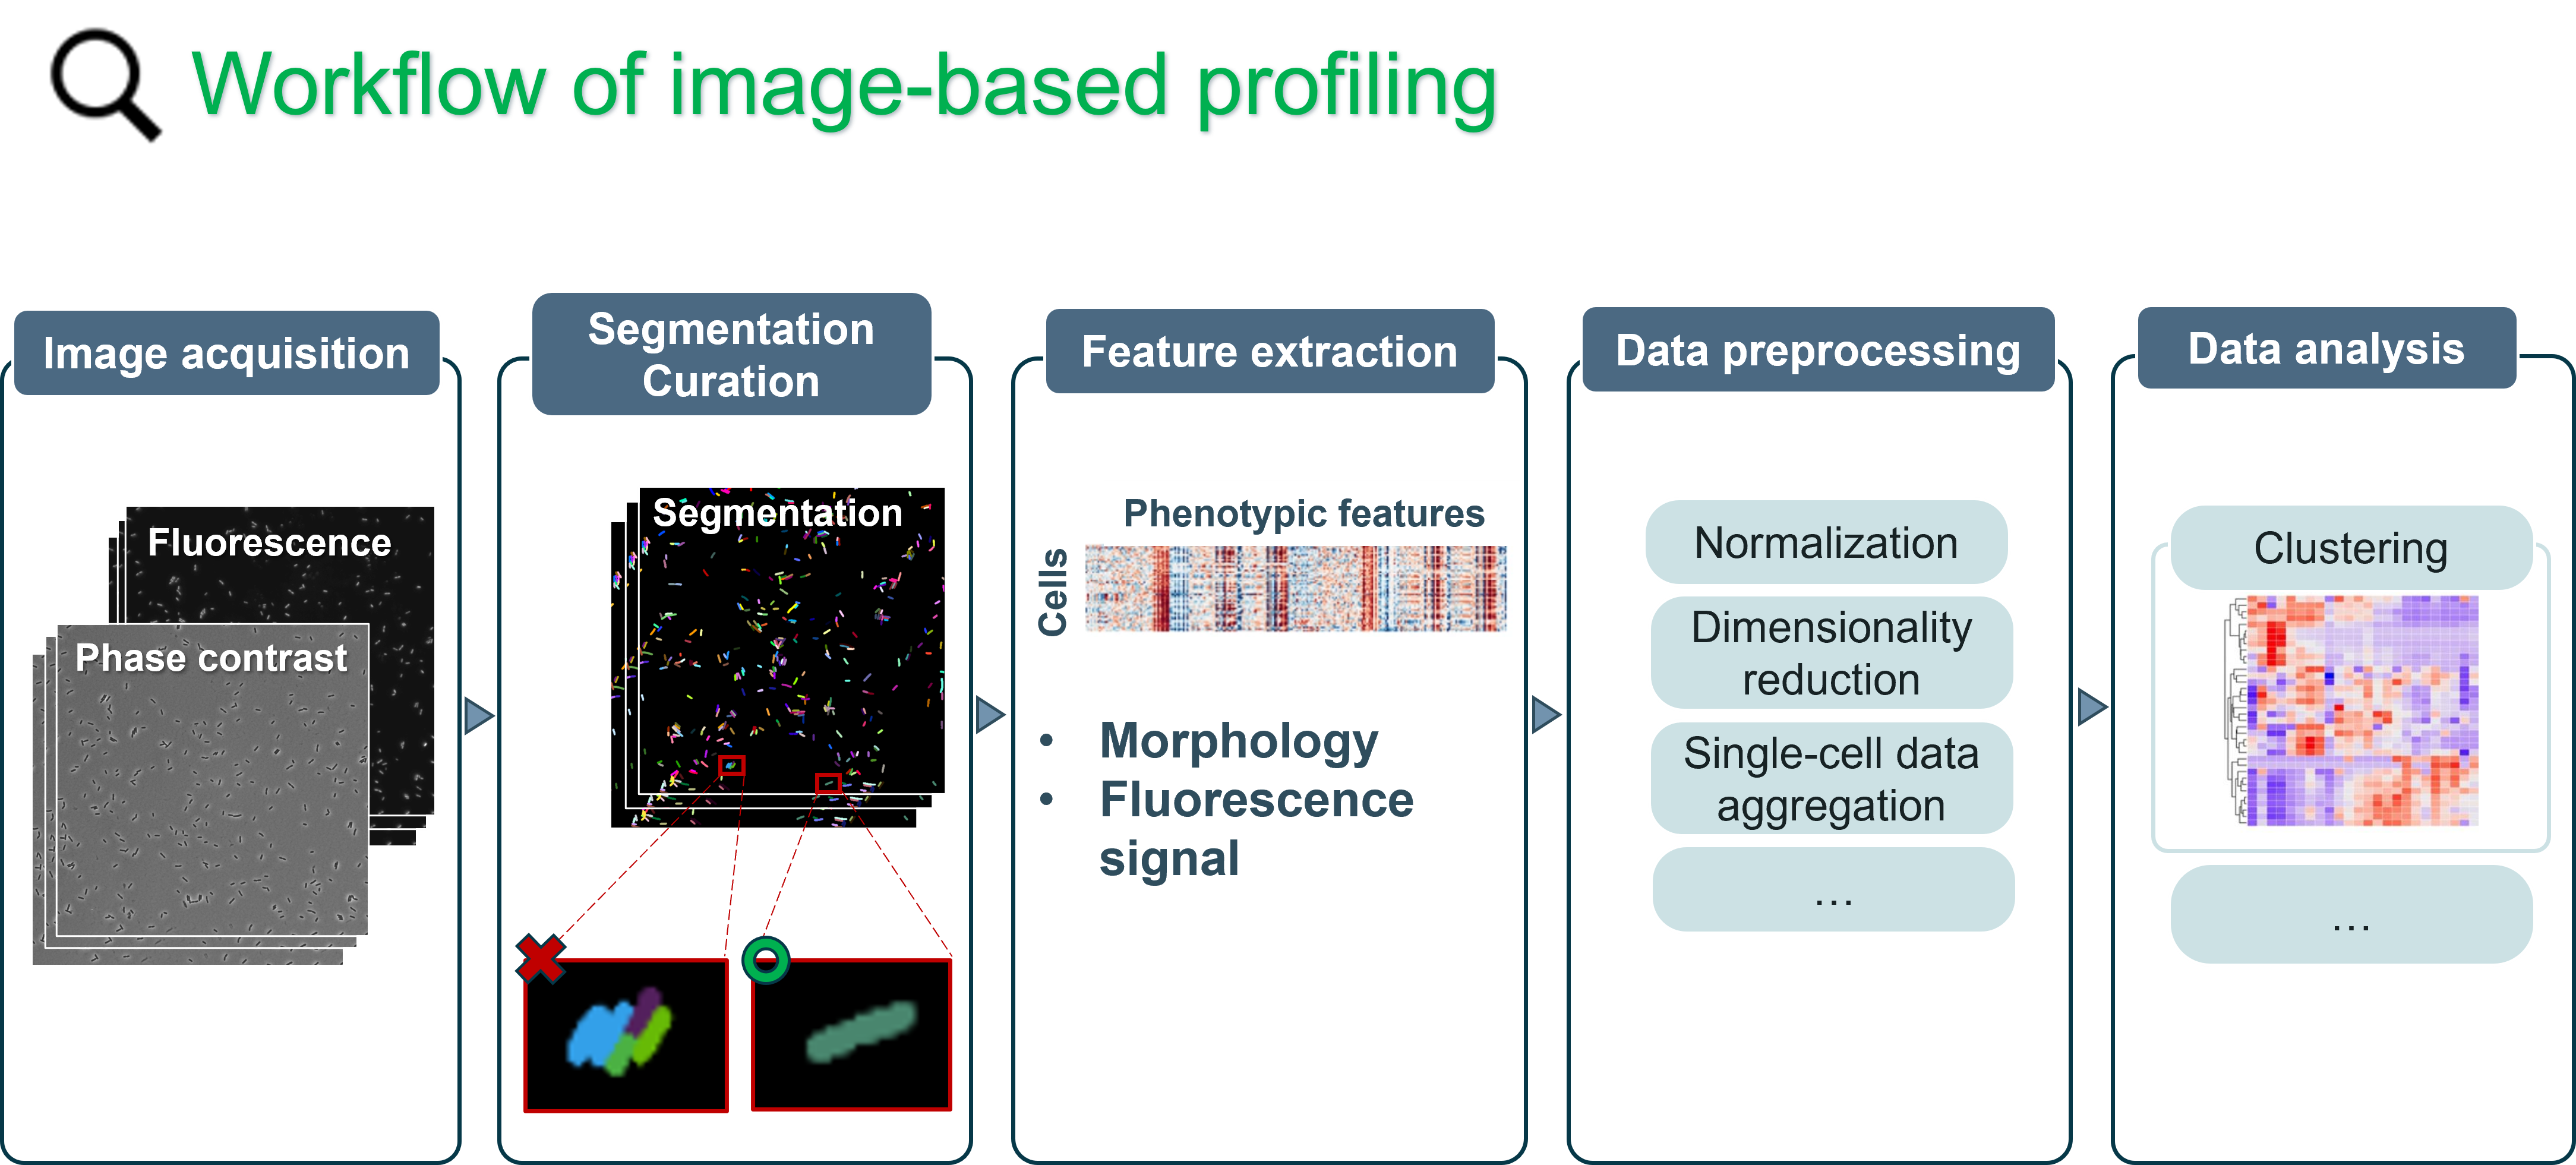 Workflow of image-based profiling
Image acquisition
Fluorescence
Phase contrast
Segmentation
Curation
Segmentation
Feature extraction
Phenotypic features
Cells
• Morphology
• Fluorescence
signal
Data preprocessing
Normalization
Dimensionality
reduction
Single-cell data
aggregation
...
Data analysis
Clustering
...